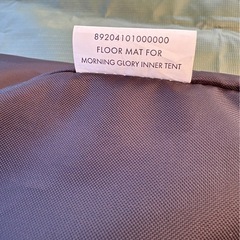 89204101000000
FLOOR MAT FOR
MORNING GLORY INNER TENT